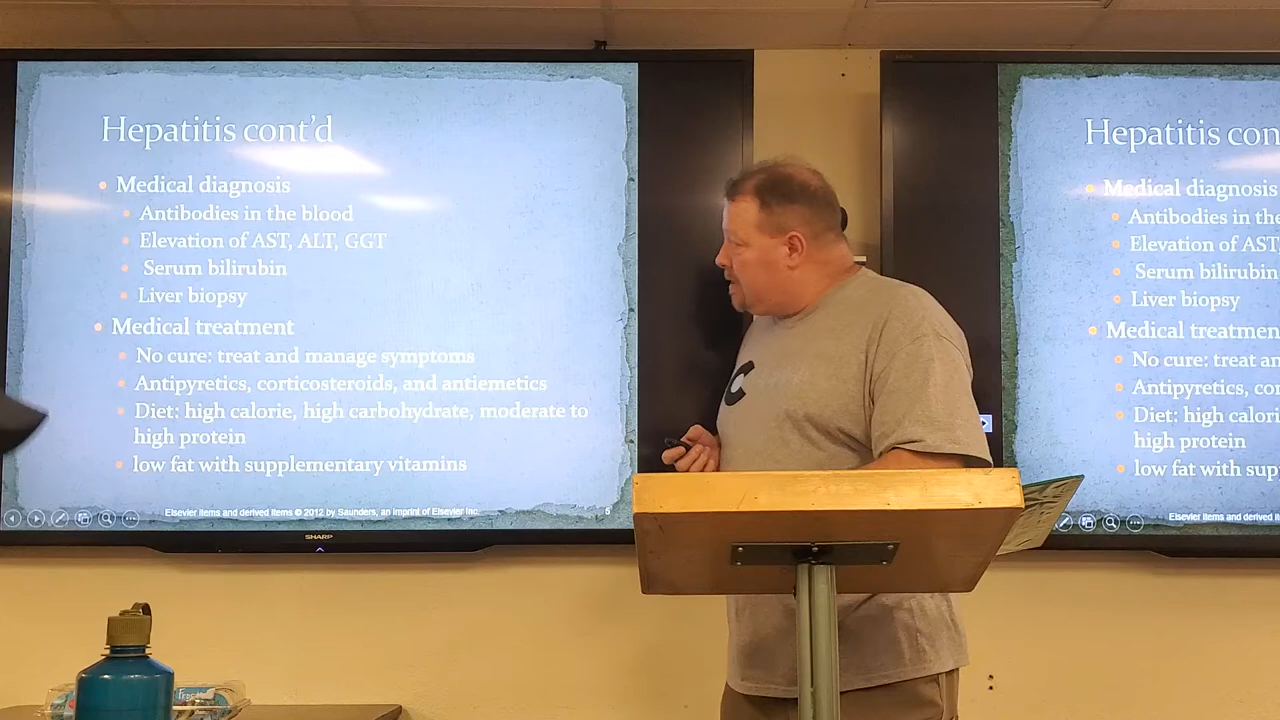 Hepatitis cont'd
Medical diagnosis
Antibodies in the blood
Elevation of AST, ALT, GGT
Serum bilirubin
Liver biopsy
Medical treatment
No cure: treat and manage symptoms
Antipyretics, corticosteroids, and antiemetics
Diet: high calorie, high carbohydrate, moderate to
high protein
low fat with supplementary vitamins
Elsevier items and derived items © 2012 by Saunders, an imprint of Elsevier Inc.
5
SHARP
Hepatitis con
Medical diagnosis
Antibodies in the
Elevation of AST,
Serum bilirubin
Liver biopsy
Medical treatmen
No cure: treat an
Antipyretics, cor
Diet: high calori
high protein
low fat with sup
Elsevier items and derived it
C